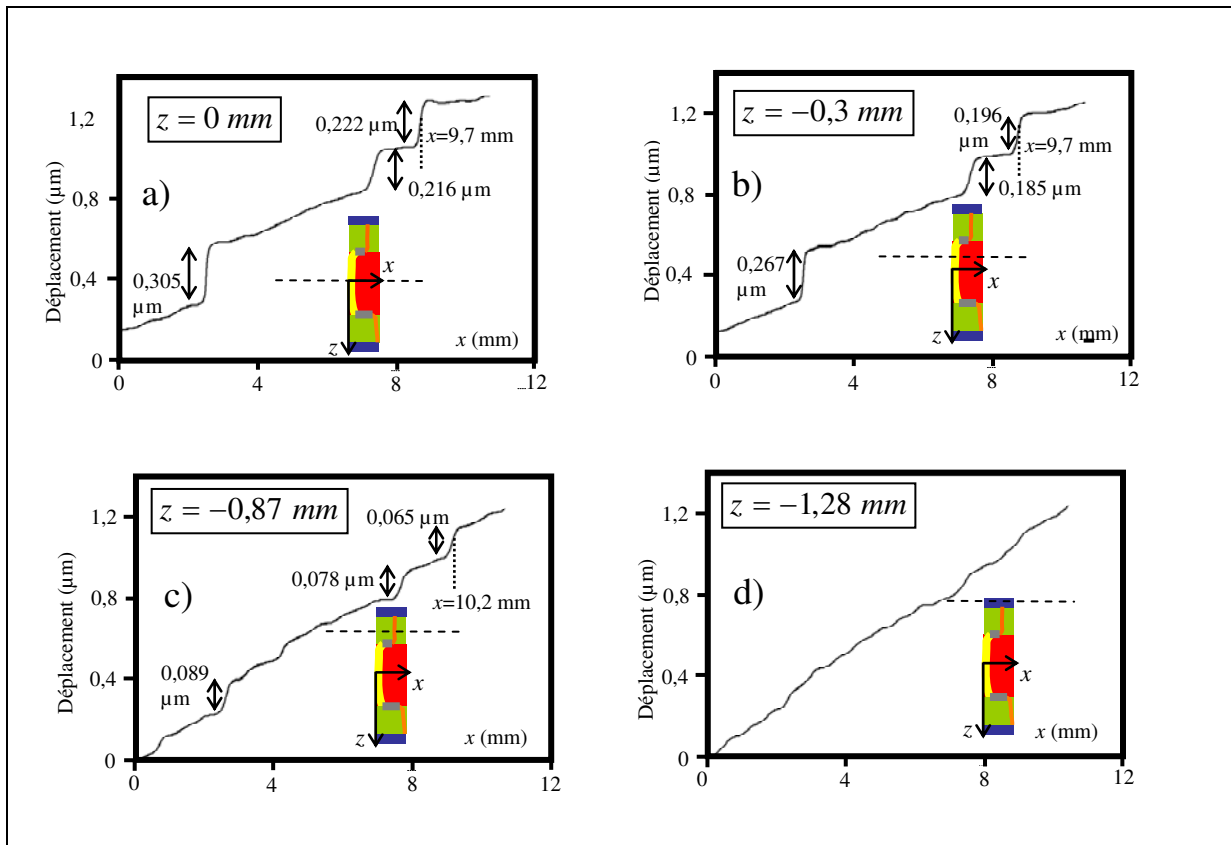 z = 0 mm
a)
Déplacement (µm)
1,2
0,8
0,4
0
0,222 µm
x=9,7 mm
0,216 µm
0,305
µm
x
z
x (mm)
0
4
8
12
z = −0,3 mm
b)
Déplacement (µm)
1,2
0,8
0,4
0
0,196
µm
x=9,7 mm
0,185 µm
0,267
µm
x
z
x (mm)
0
4
8
12
z = −0,87 mm
c)
Déplacement (µm)
1,2
0,8
0,4
0
0,065 µm
0,078 µm
x=10,2 mm
0,089
µm
x
z
x (mm)
0
4
8
12
z = −1,28 mm
d)
Déplacement (µm)
1,2
0,8
0,4
0
x
z
x (mm)
0
4
8
12